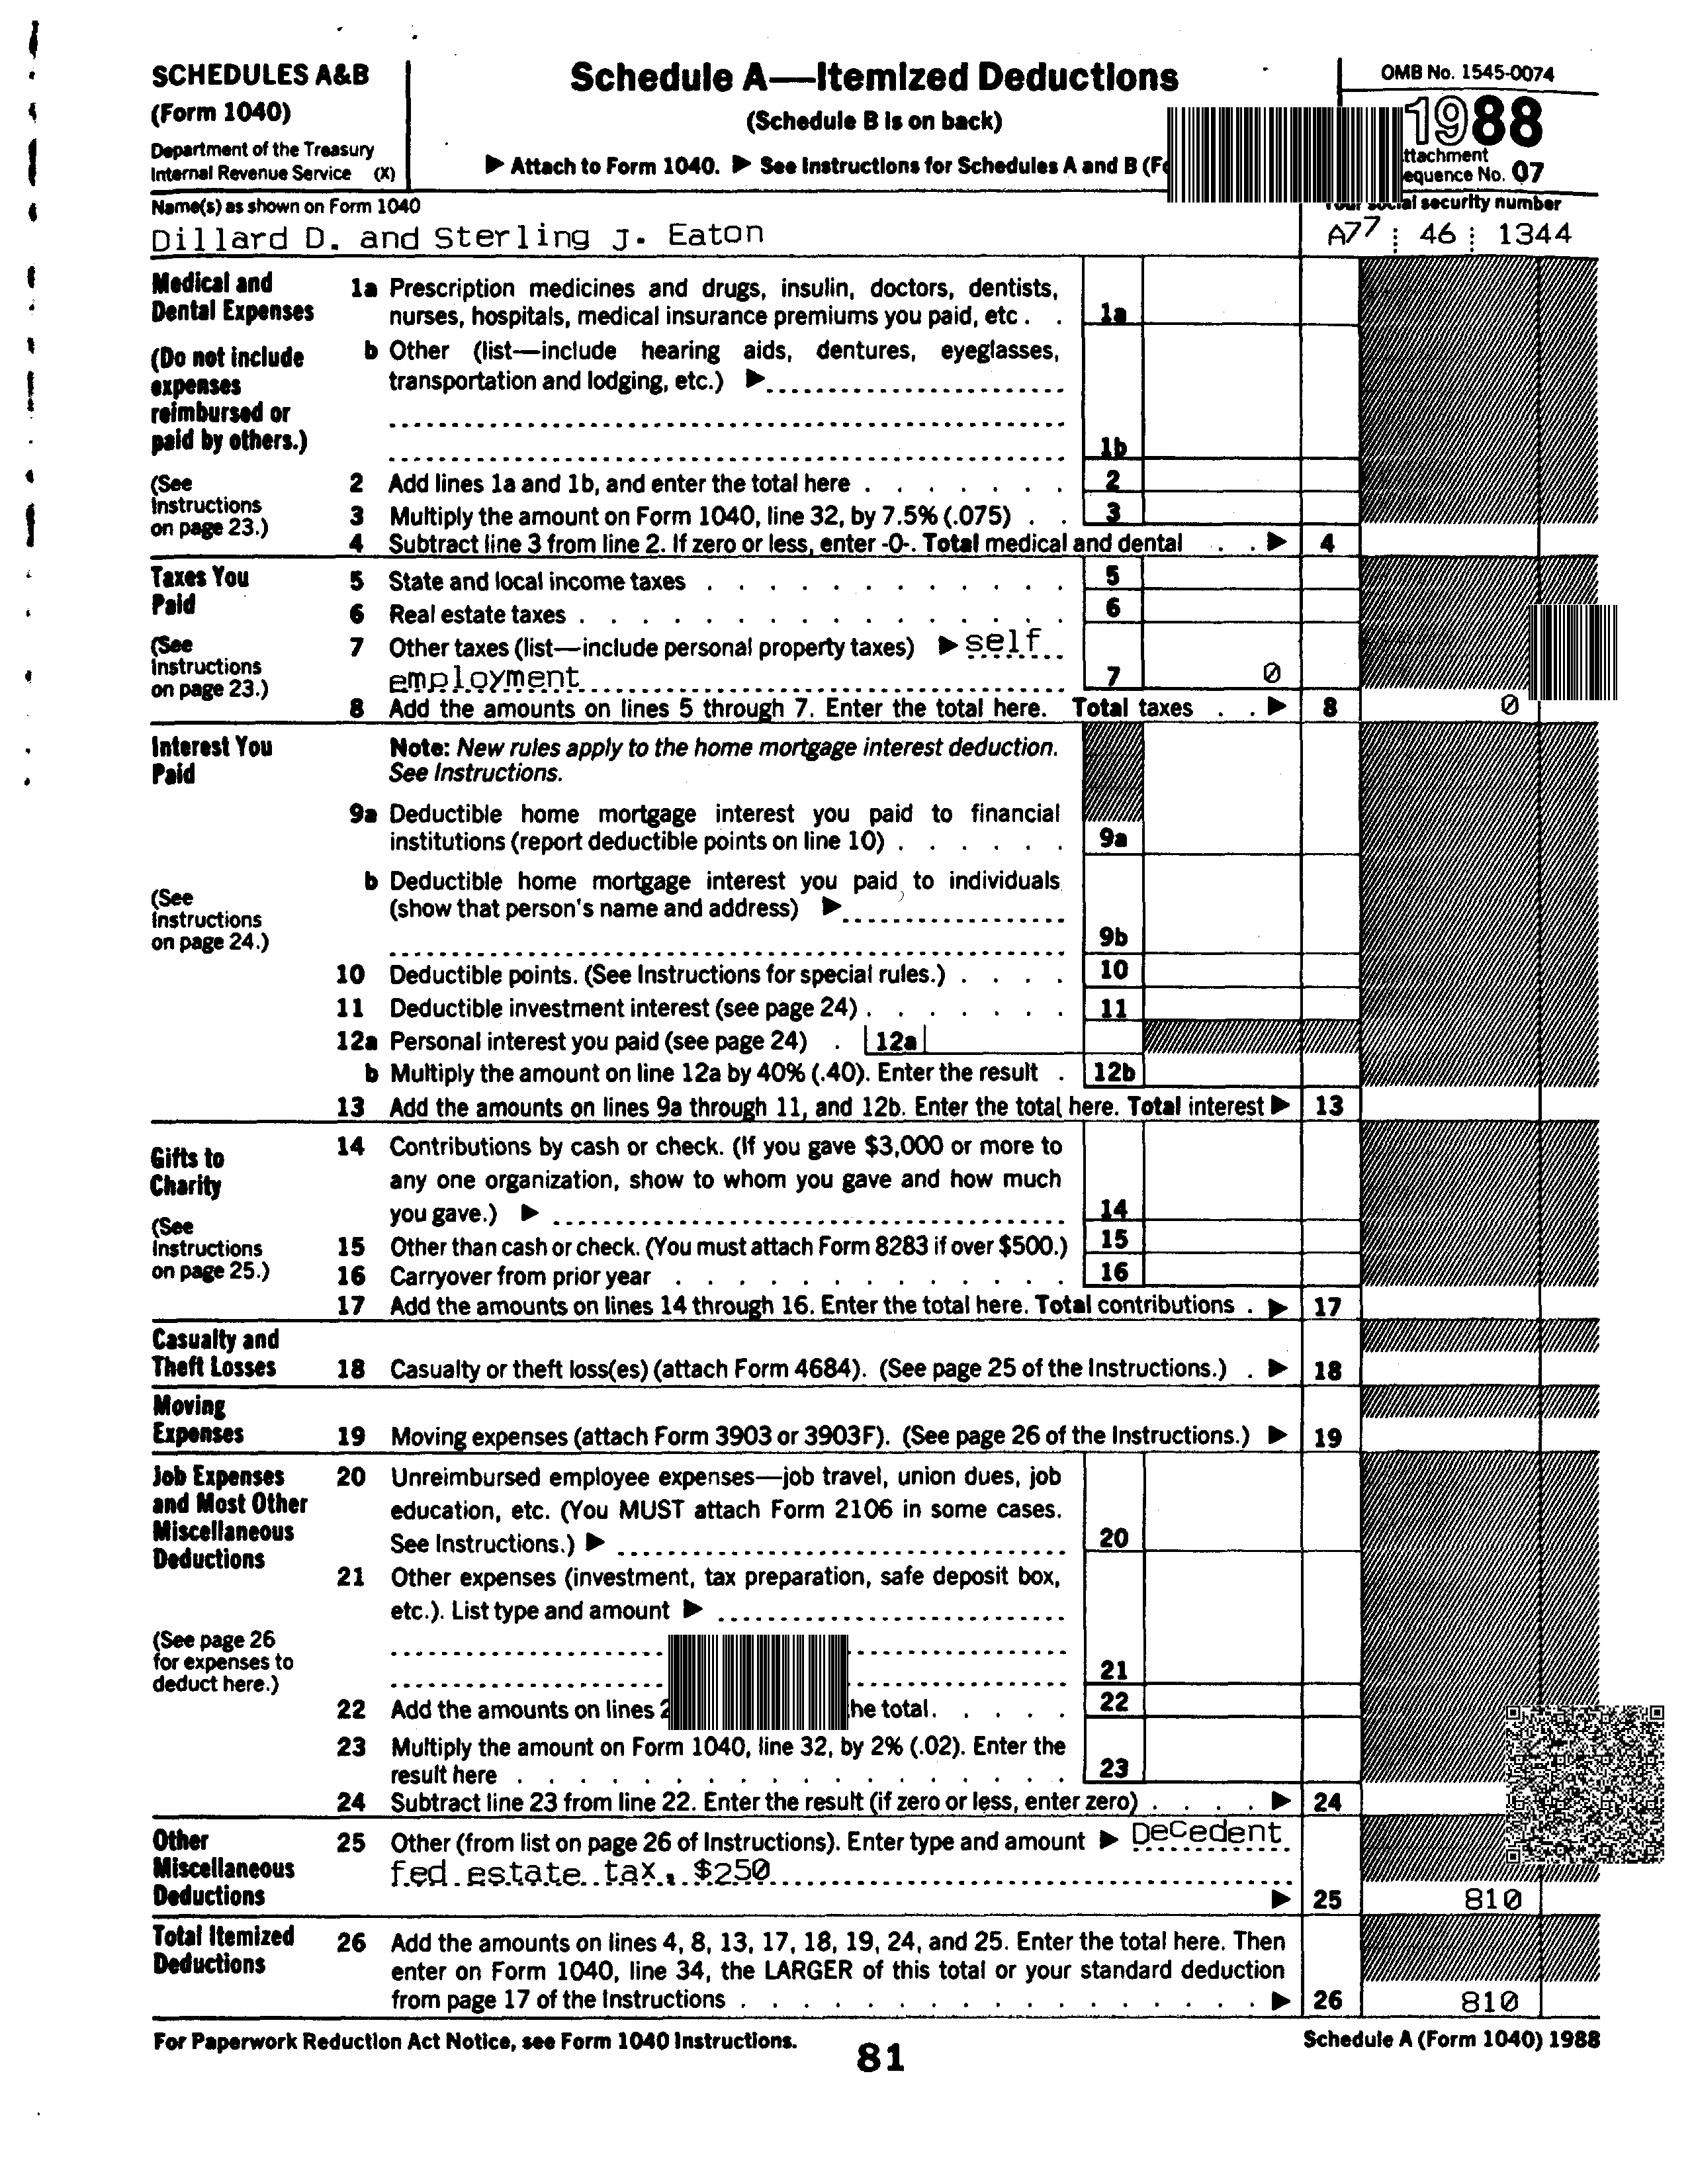 SCHEDULES A&B
(Form 1040)
Department of the Treasury
Internal Revenue Service (X)
Schedule A—Itemized Deductions
(Schedule B is on back)
▶ Attach to Form 1040. ▶ See Instructions for Schedules A and B
OMB No. 1545-0074
1988
Sequence No. 07
Name(s) as shown on Form 1040
Dillard D. and Sterling J. Eaton
social security number
A77 46 1344
Medical and
Dental Expenses
(Do not include
expenses
reimbursed or
paid by others.)
(See
Instructions
on page 23.)
1a Prescription medicines and drugs, insulin, doctors, dentists,
nurses, hospitals, medical insurance premiums you paid, etc . . 1a
b Other (list—include hearing aids, dentures, eyeglasses,
transportation and lodging, etc.) ▶
1b
2 Add lines 1a and 1b, and enter the total here . . . . . . . 2
3 Multiply the amount on Form 1040, line 32, by 7.5% (.075) . . 3
4 Subtract line 3 from line 2. If zero or less, enter -0-. Total medical and dental . . ▶ 4
Taxes You
Paid
(See
Instructions
on page 23.)
5 State and local income taxes . . . . . . . . . . . 5
6 Real estate taxes . . . . . . . . . . . . . . . 6
7 Other taxes (list—include personal property taxes) ▶ self
employment 7 0
8 Add the amounts on lines 5 through 7. Enter the total here. Total taxes . . ▶ 8 0
Interest You
Paid
(See
Instructions
on page 24.)
Note: New rules apply to the home mortgage interest deduction.
See Instructions.
9a Deductible home mortgage interest you paid to financial
institutions (report deductible points on line 10) . . . . . . 9a
b Deductible home mortgage interest you paid to individuals
(show that person's name and address) ▶
9b
10 Deductible points. (See Instructions for special rules.) . . . . 10
11 Deductible investment interest (see page 24) . . . . . . . 11
12a Personal interest you paid (see page 24) . 12a
b Multiply the amount on line 12a by 40% (.40). Enter the result . 12b
13 Add the amounts on lines 9a through 11, and 12b. Enter the total here. Total interest ▶ 13
Gifts to
Charity
(See
Instructions
on page 25.)
14 Contributions by cash or check. (If you gave $3,000 or more to
any one organization, show to whom you gave and how much
you gave.) ▶ 14
15 Other than cash or check. (You must attach Form 8283 if over $500.) 15
16 Carryover from prior year . . . . . . . . . . . . 16
17 Add the amounts on lines 14 through 16. Enter the total here. Total contributions . ▶ 17
Casualty and
Theft Losses
18 Casualty or theft loss(es) (attach Form 4684). (See page 25 of the Instructions.) . ▶ 18
Moving
Expenses
19 Moving expenses (attach Form 3903 or 3903F). (See page 26 of the Instructions.) ▶ 19
Job Expenses
and Most Other
Miscellaneous
Deductions
(See page 26
for expenses to
deduct here.)
20 Unreimbursed employee expenses—job travel, union dues, job
education, etc. (You MUST attach Form 2106 in some cases.
See Instructions.) ▶ 20
21 Other expenses (investment, tax preparation, safe deposit box,
etc.). List type and amount ▶
21
22 Add the amounts on lines the total. . . . . 22
23 Multiply the amount on Form 1040, line 32, by 2% (.02). Enter the
result here . . . . . . . . . . . . . . . . . 23
24 Subtract line 23 from line 22. Enter the result (if zero or less, enter zero) . . . . ▶ 24
Other
Miscellaneous
Deductions
25 Other (from list on page 26 of Instructions). Enter type and amount ▶ Decedent
fed estate tax, $250
▶ 25 810
Total Itemized
Deductions
26 Add the amounts on lines 4, 8, 13, 17, 18, 19, 24, and 25. Enter the total here. Then
enter on Form 1040, line 34, the LARGER of this total or your standard deduction
from page 17 of the Instructions . . . . . . . . . . . . . . . . . ▶ 26 810
For Paperwork Reduction Act Notice, see Form 1040 Instructions.
81
Schedule A (Form 1040) 1988